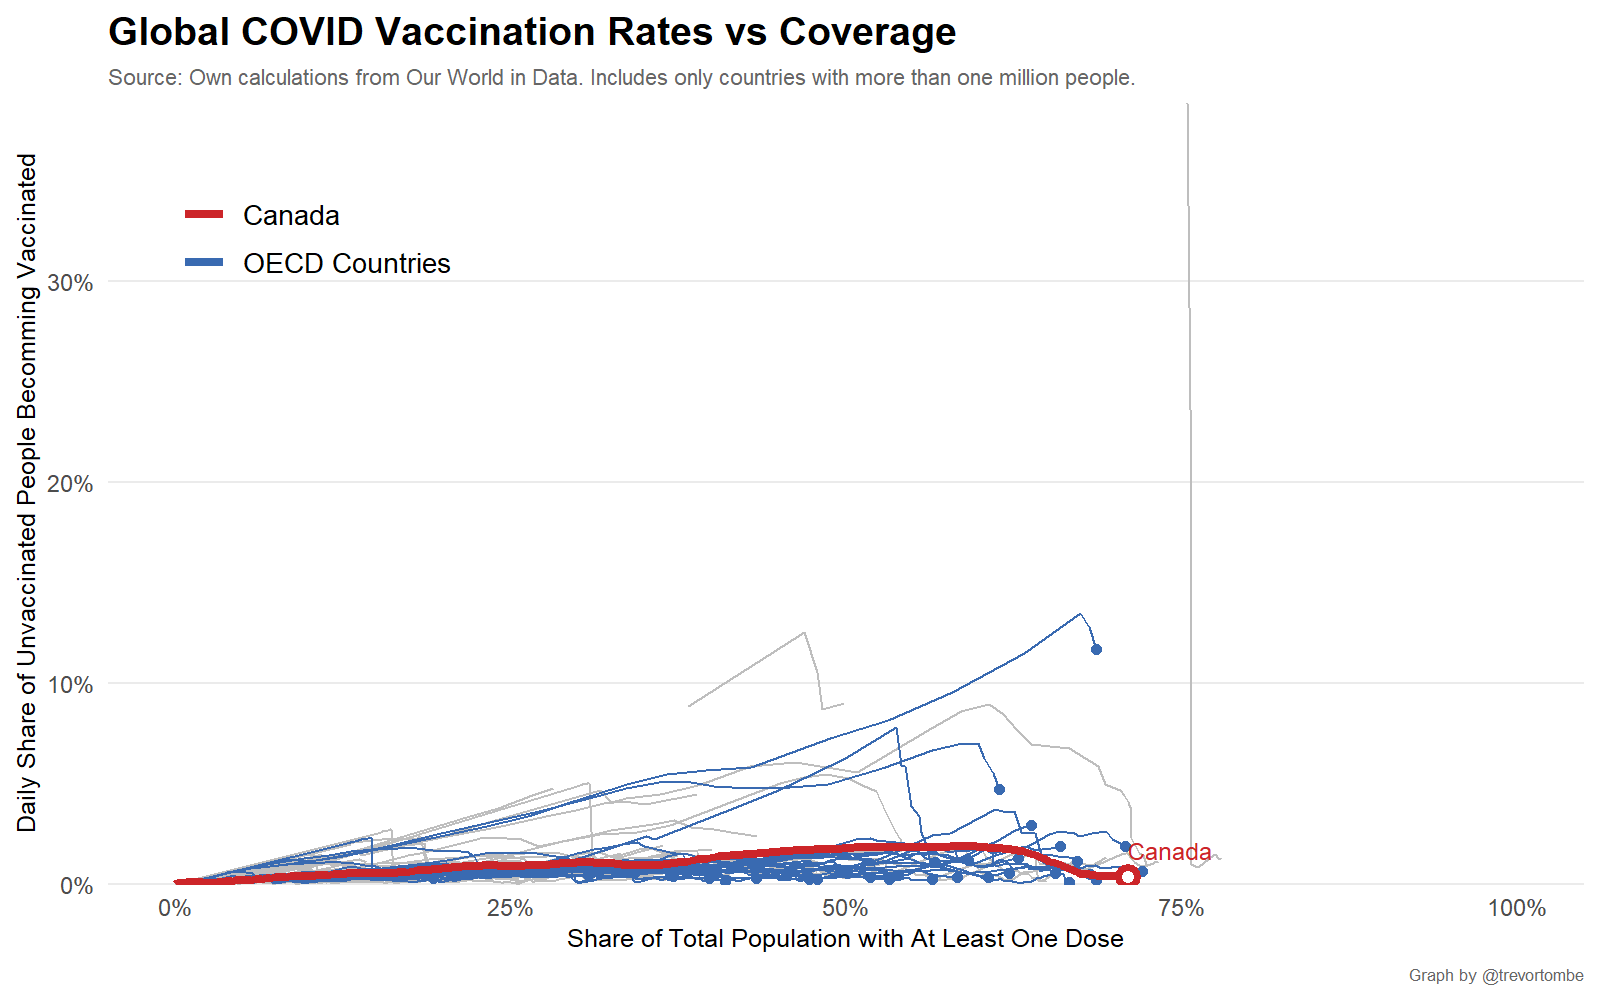 Global COVID Vaccination Rates vs Coverage
Source: Own calculations from Our World in Data. Includes only countries with more than one million people.
Daily Share of Unvaccinated People Becomming Vaccinated
Canada
OECD Countries
30%
20%
10%
0%
Canada
0%
25%
50%
75%
100%
Share of Total Population with At Least One Dose
Graph by @trevortombe